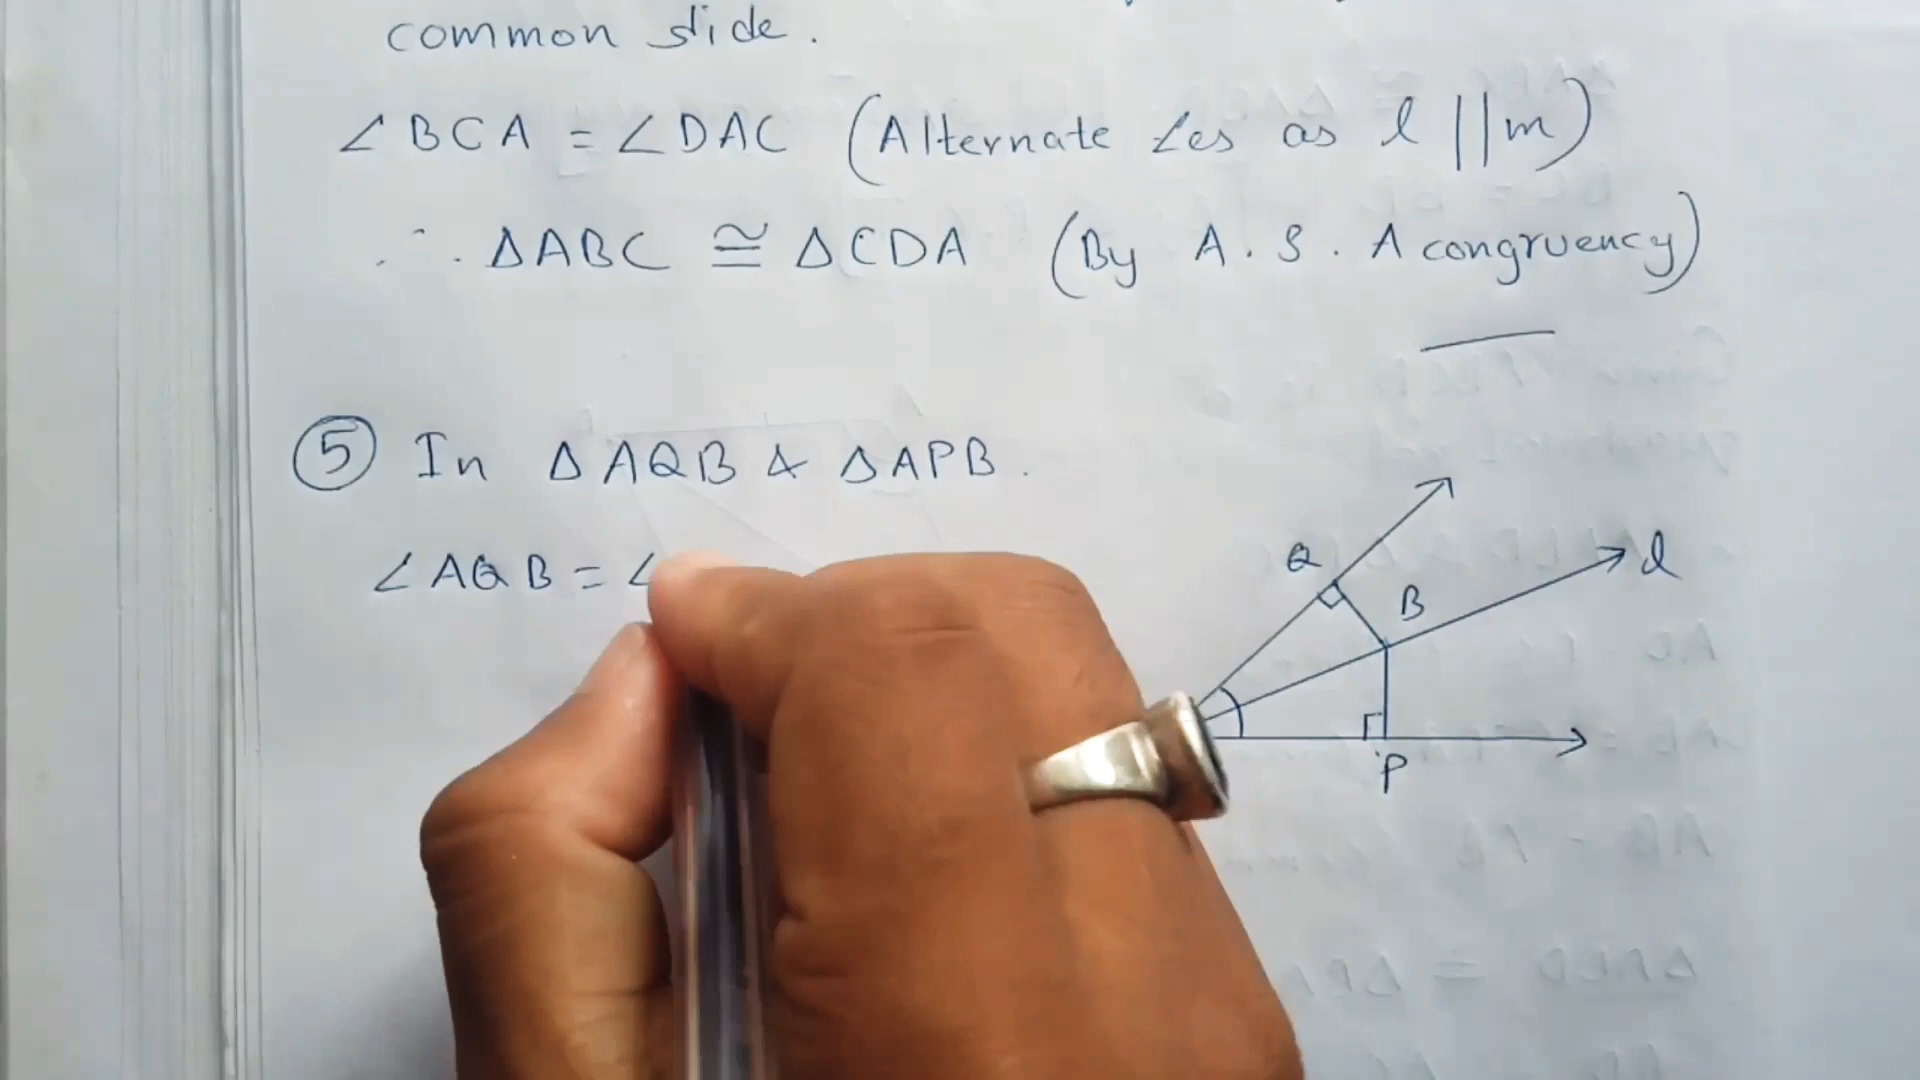 common side.
∠BCA = ∠DAC (Alternate ∠es as l || m)
∴ ΔABC ≅ ΔCDA (By A.S.A congruency)
⑤ In ΔAQB & ΔAPB.
∠AQB = ∠
Q
B
l
P